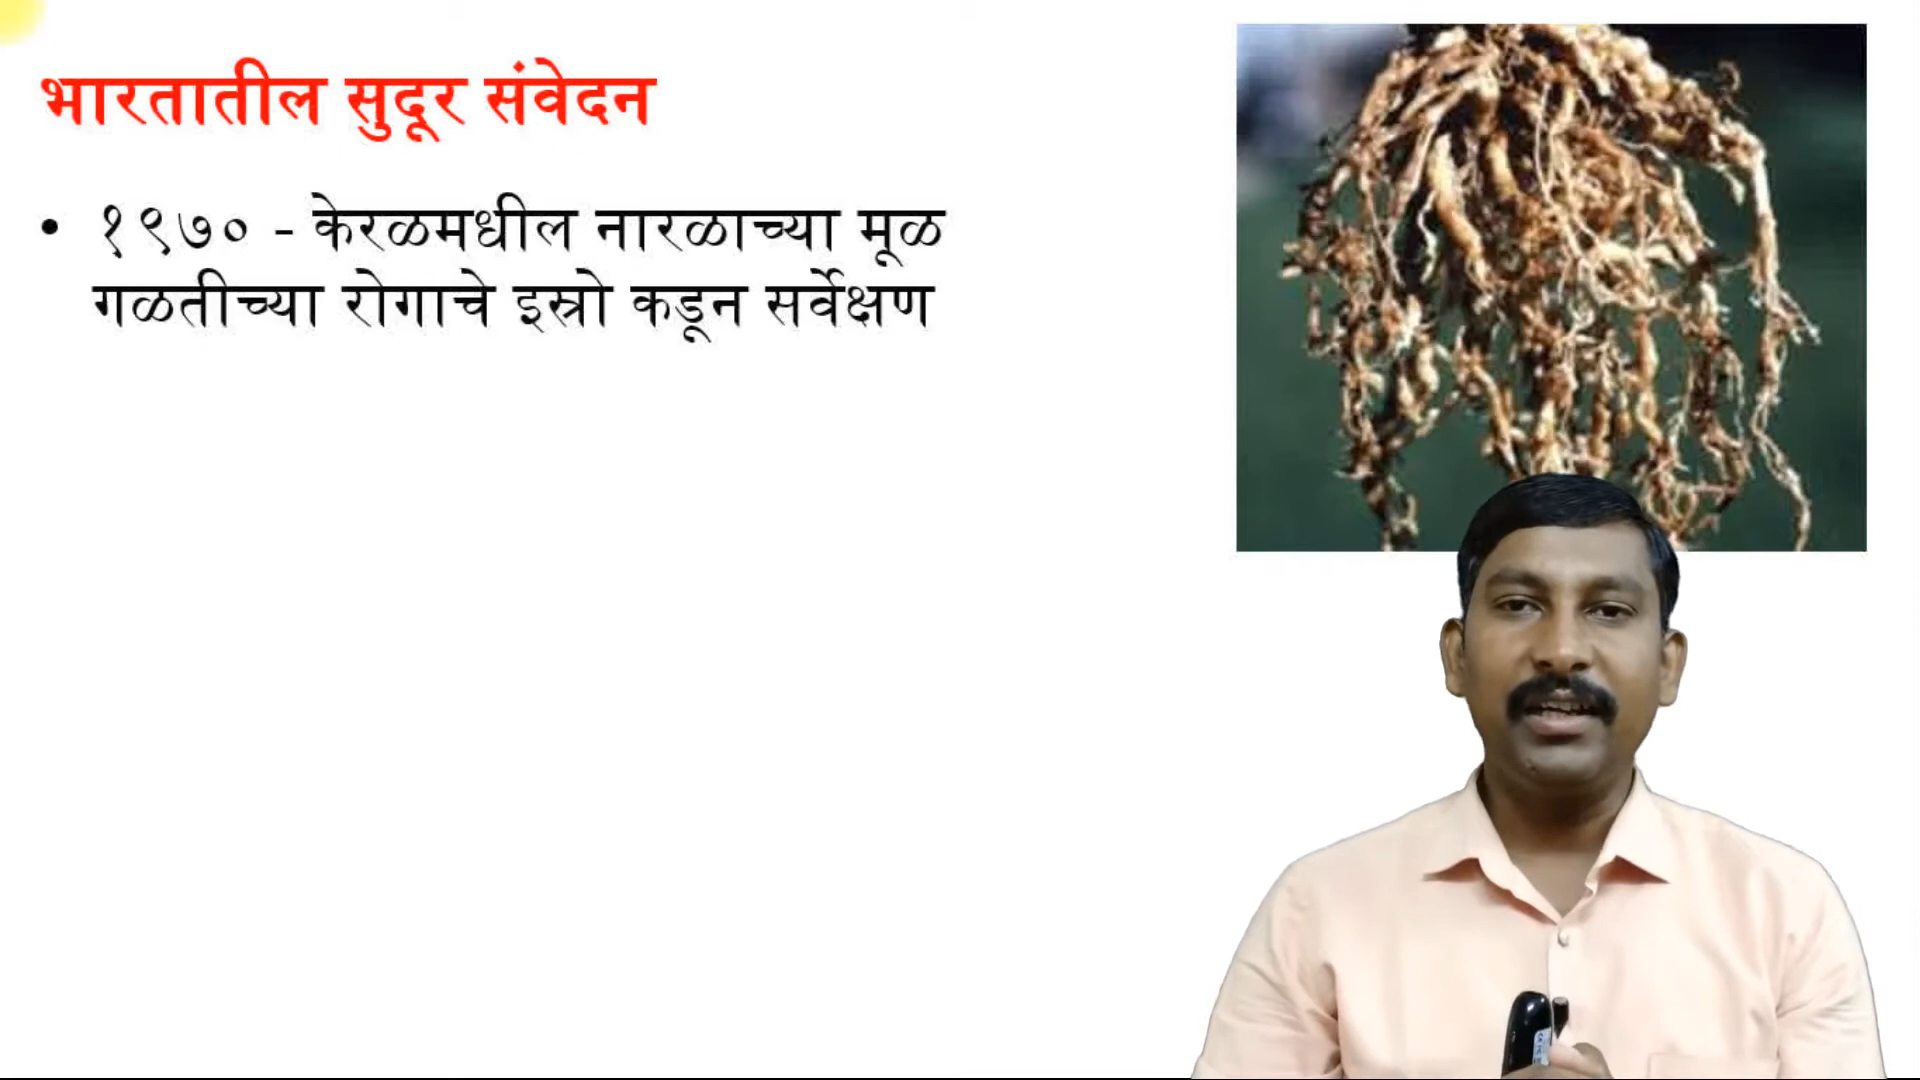 भारतातील सुदूर संवेदन
• १९७० - केरळमधील नारळाच्या मूळ
गळतीच्या रोगाचे इस्रो कडून सर्वेक्षण